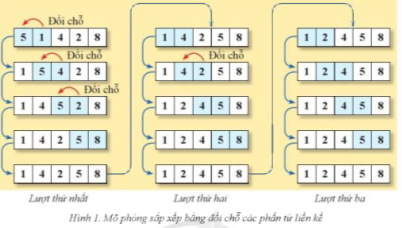 Đổi chỗ
5 1 4 2 8
Đổi chỗ
1 5 4 2 8
Đổi chỗ
1 4 5 2 8
1 4 2 5 8
1 4 2 5 8
Lượt thứ nhất
1 4 2 5 8
Đổi chỗ
1 4 2 5 8
1 2 4 5 8
1 2 4 5 8
1 2 4 5 8
Lượt thứ hai
1 2 4 5 8
1 2 4 5 8
1 2 4 5 8
1 2 4 5 8
1 2 4 5 8
Lượt thứ ba
Hình 1. Mô phỏng sắp xếp bằng đổi chỗ các phần tử liền kề